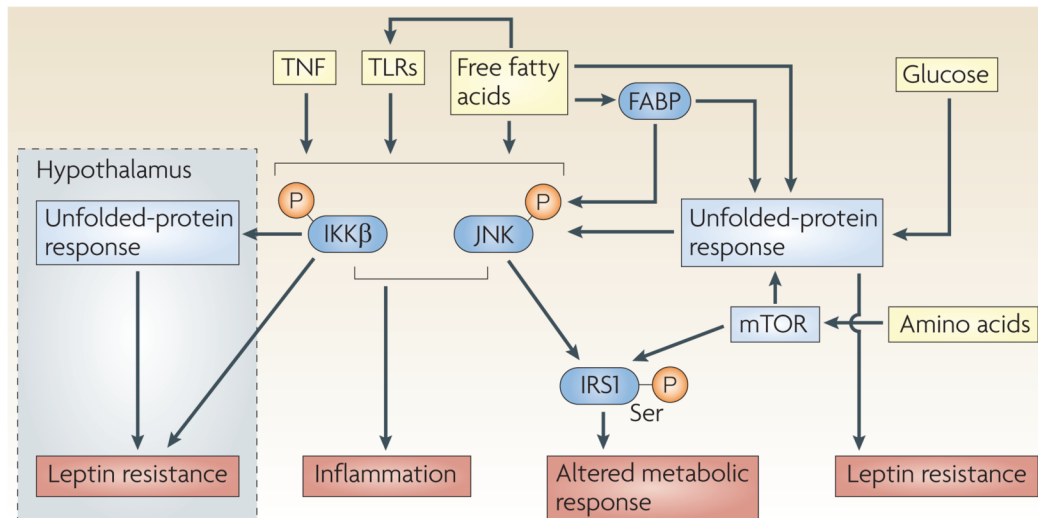 TNF
TLRs
Free fatty
acids
Glucose
FABP
Hypothalamus
P
P
Unfolded-protein
response
IKKβ
JNK
Unfolded-protein
response
mTOR
Amino acids
IRS1
P
Ser
Leptin resistance
Inflammation
Altered metabolic
response
Leptin resistance